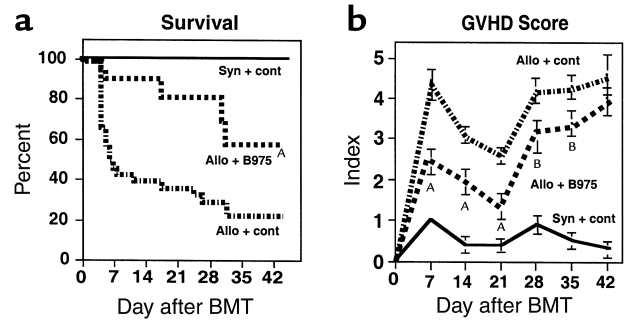 a
Survival
100
80
60
40
20
0
Percent
Syn + cont
A
Allo + B975
Allo + cont
0 7 14 21 28 35 42
Day after BMT
b
GVHD Score
5
4
3
2
1
0
Index
Allo + cont
A
A
A
B
B
Allo + B975
Syn + cont
0 7 14 21 28 35 42
Day after BMT